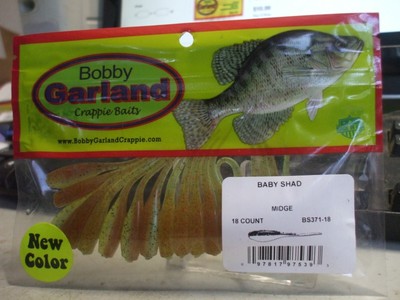 Bobby
Garland
Crappie Baits
www.BobbyGarlandCrappie.com
BABY SHAD
MIDGE
18 COUNT BS371-18
New
Color